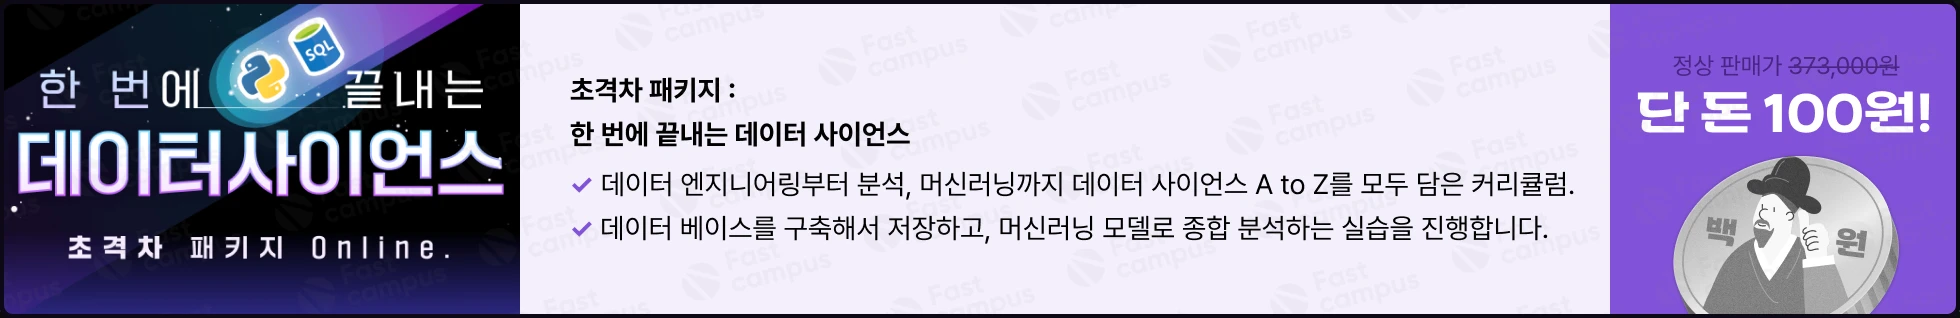 한 번에 끝내는
SQL
데이터사이언스
초격차 패키지 Online.
초격차 패키지 :
한 번에 끝내는 데이터 사이언스
데이터 엔지니어링부터 분석, 머신러닝까지 데이터 사이언스 A to Z를 모두 담은 커리큘럼.
데이터 베이스를 구축해서 저장하고, 머신러닝 모델로 종합 분석하는 실습을 진행합니다.
정상 판매가 373,000원
단 돈 100원!
백 원
Fast campus